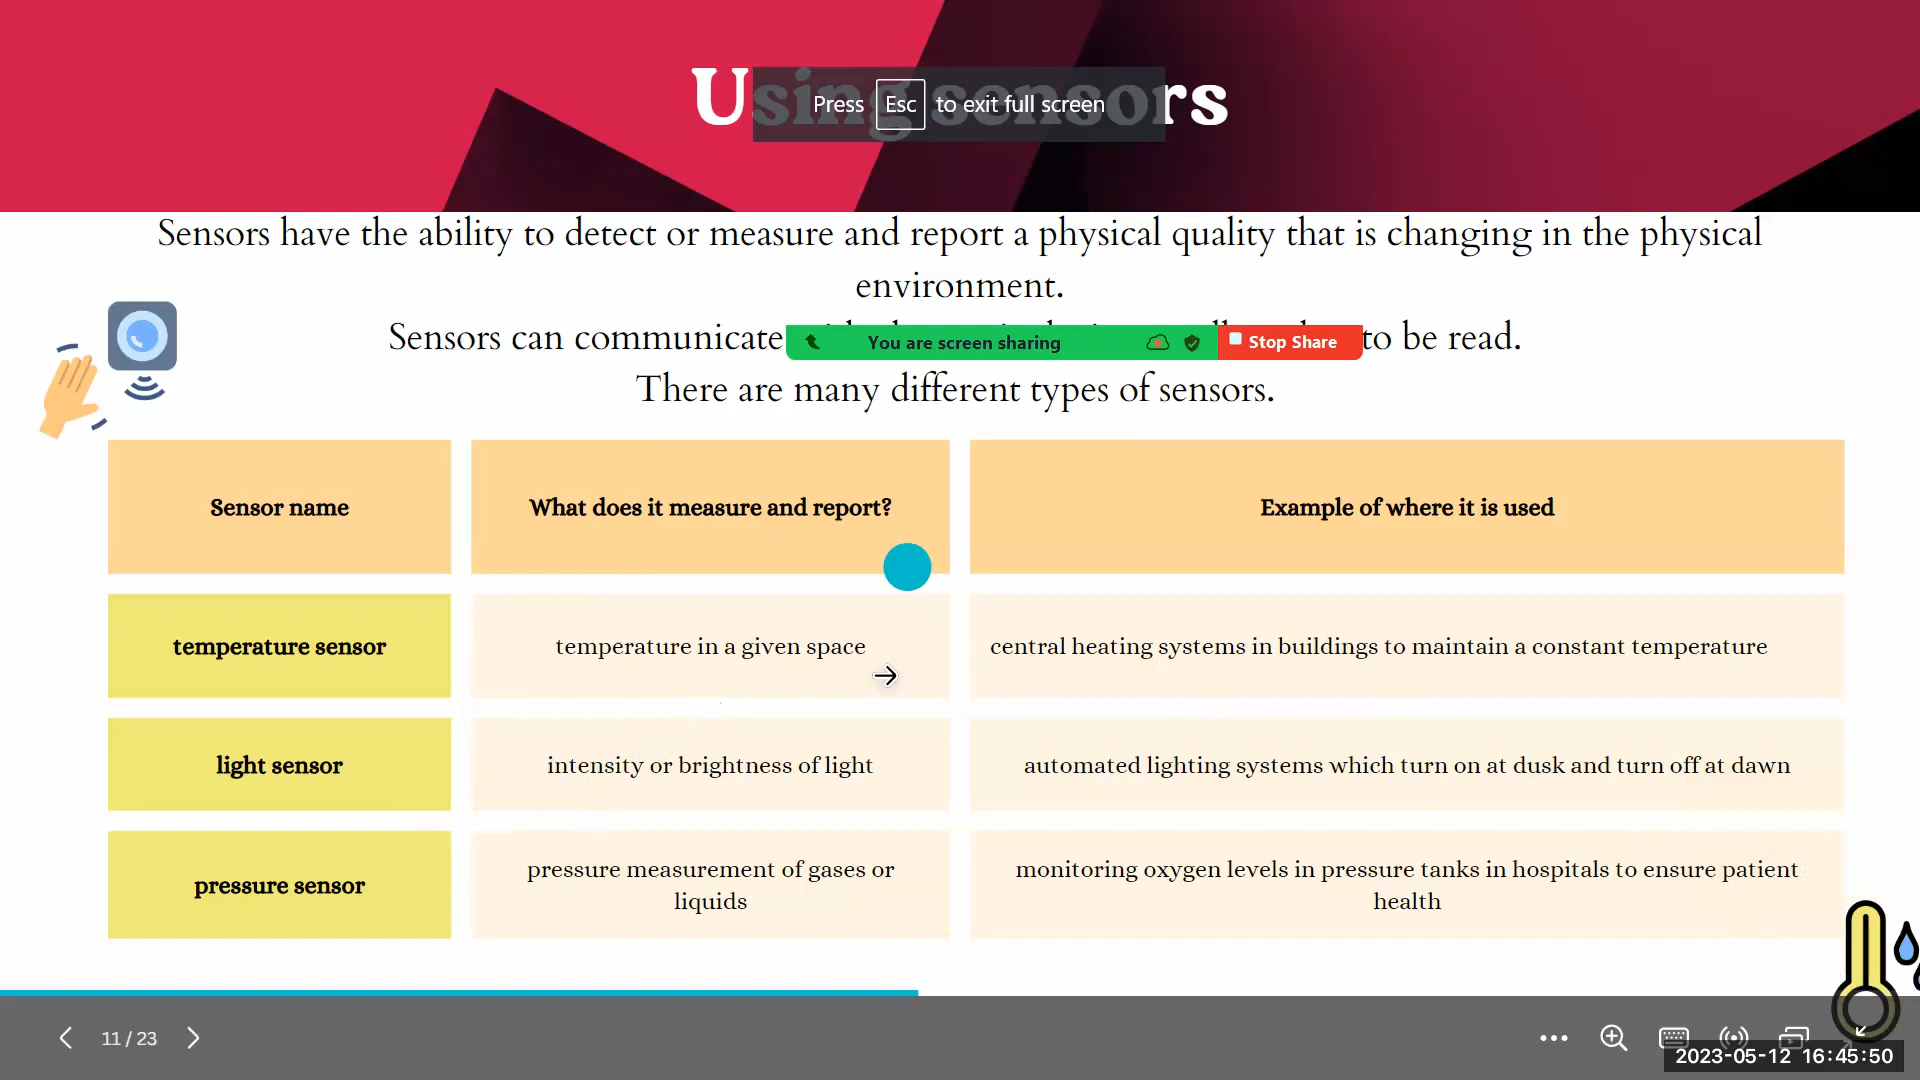 Using sensors
Press Esc to exit full screen
Sensors have the ability to detect or measure and report a physical quality that is changing in the physical
environment.
Sensors can communicate to be read.
You are screen sharing
Stop Share
There are many different types of sensors.
Sensor name
What does it measure and report?
Example of where it is used
temperature sensor
temperature in a given space
central heating systems in buildings to maintain a constant temperature
light sensor
intensity or brightness of light
automated lighting systems which turn on at dusk and turn off at dawn
pressure sensor
pressure measurement of gases or
liquids
monitoring oxygen levels in pressure tanks in hospitals to ensure patient
health
11 / 23
2023-05-12 16:45:50